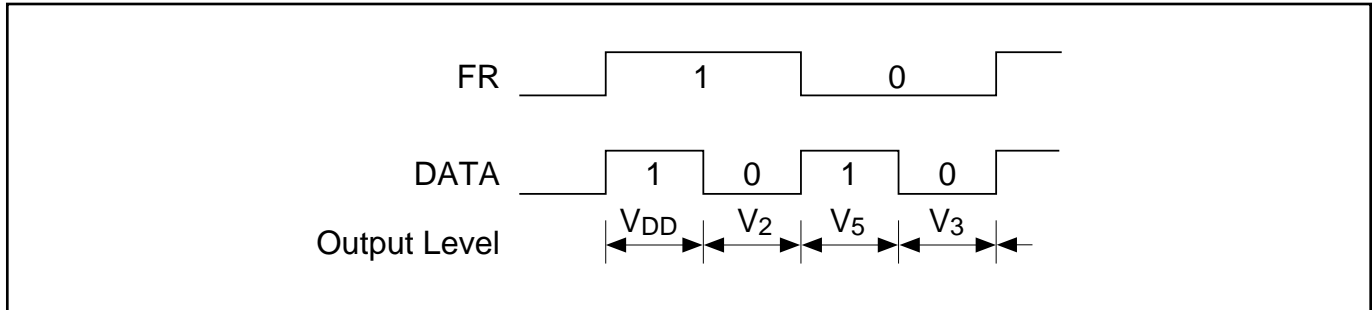 FR 1 0
DATA 1 0 1 0
Output Level VDD V2 V5 V3